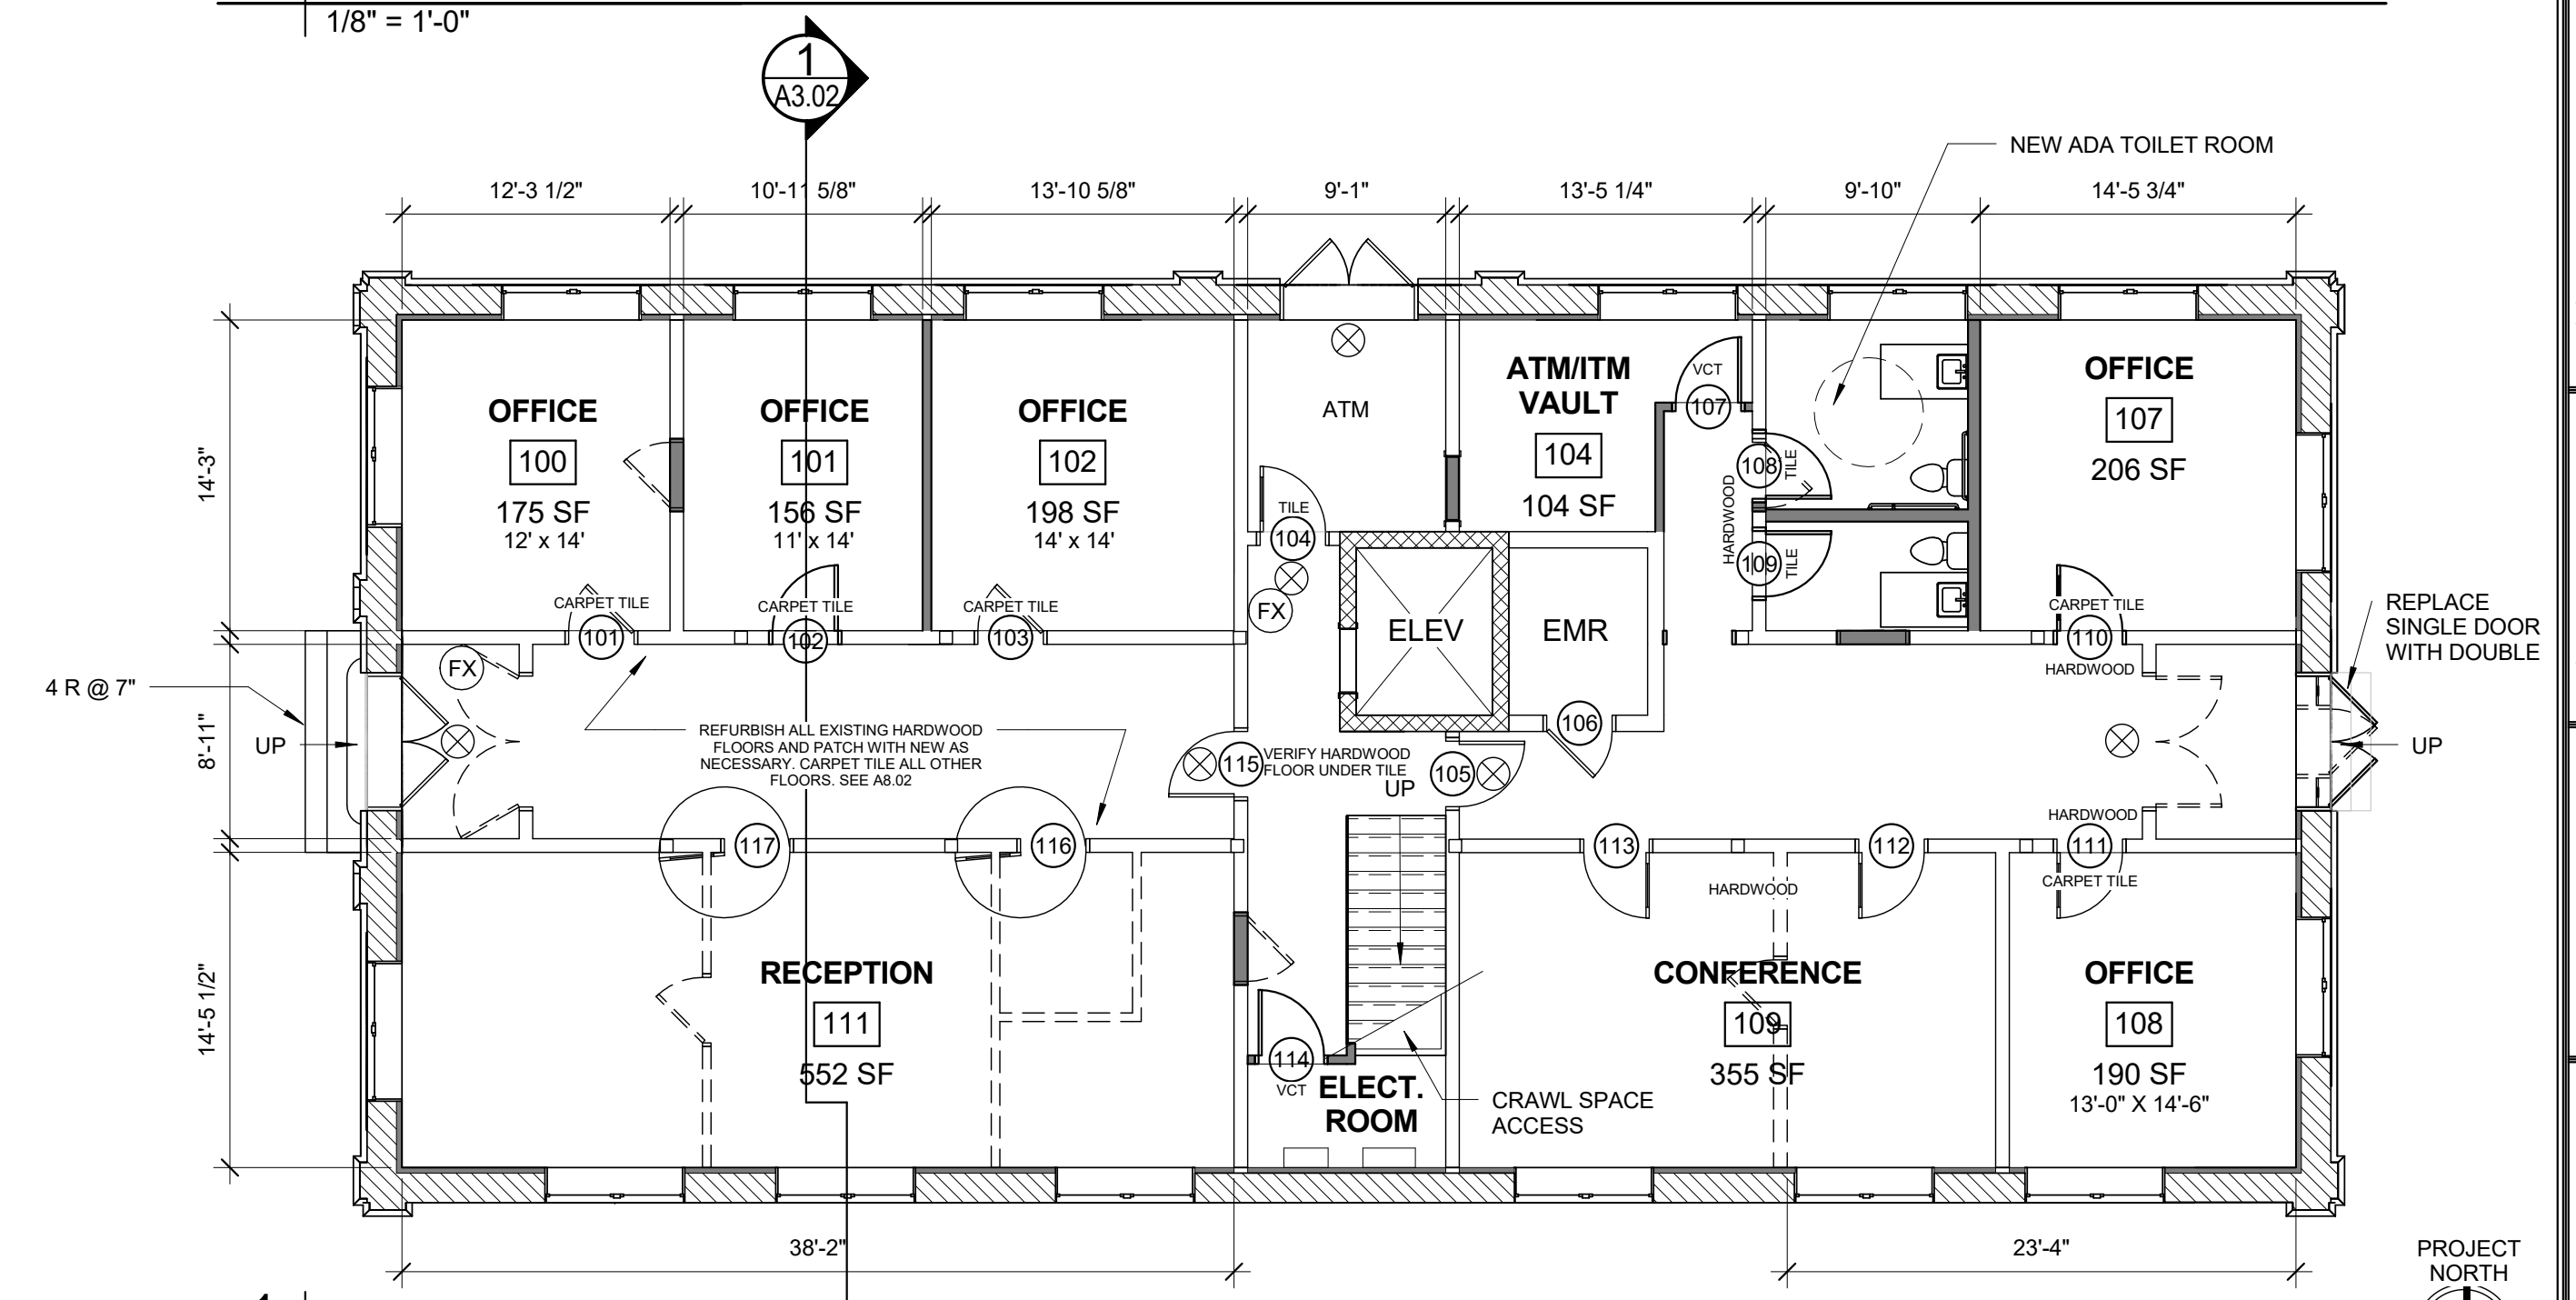 1/8" = 1'-0"
1
A3.02
NEW ADA TOILET ROOM
12'-3 1/2"
10'-11 5/8"
13'-10 5/8"
9'-1"
13'-5 1/4"
9'-10"
14'-5 3/4"
14'-3"
8'-11"
14'-5 1/2"
OFFICE
100
175 SF
12' x 14'
OFFICE
101
156 SF
11' x 14'
OFFICE
102
198 SF
14' x 14'
ATM
ATM/ITM
VAULT
104
104 SF
VCT
107
108
TILE
HARDWOOD
109
TILE
OFFICE
107
206 SF
TILE
104
FX
ELEV
EMR
CARPET TILE
101
CARPET TILE
102
CARPET TILE
103
CARPET TILE
110
HARDWOOD
REPLACE
SINGLE DOOR
WITH DOUBLE
4 R @ 7"
UP
FX
REFURBISH ALL EXISTING HARDWOOD
FLOORS AND PATCH WITH NEW AS
NECESSARY. CARPET TILE ALL OTHER
FLOORS. SEE A8.02
115
VERIFY HARDWOOD
FLOOR UNDER TILE
UP
105
106
UP
117
116
113
112
HARDWOOD
111
CARPET TILE
HARDWOOD
RECEPTION
111
552 SF
114
VCT
ELECT.
ROOM
CRAWL SPACE
ACCESS
CONFERENCE
109
355 SF
OFFICE
108
190 SF
13'-0" X 14'-6"
38'-2"
23'-4"
PROJECT
NORTH